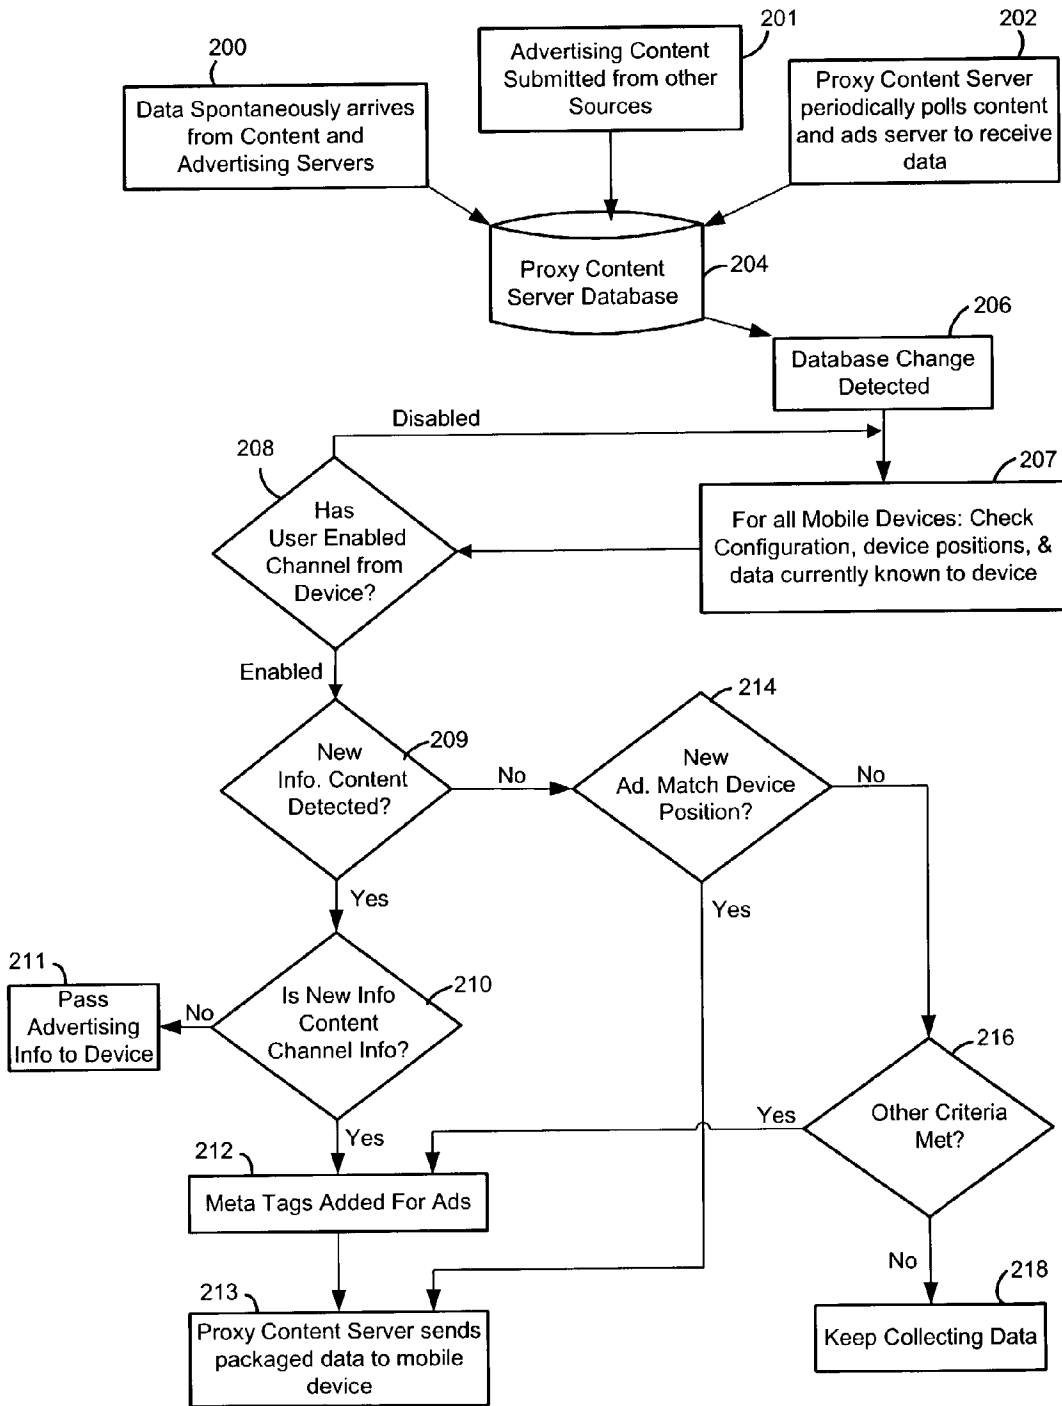 200
Data Spontaneously arrives
from Content and
Advertising Servers
201
Advertising Content
Submitted from other
Sources
202
Proxy Content Server
periodically polls content
and ads server to receive
data
Proxy Content
Server Database
204
206
Database Change
Detected
Disabled
208
Has
User Enabled
Channel from
Device?
207
For all Mobile Devices: Check
Configuration, device positions, &
data currently known to device
Enabled
209
New
Info. Content
Detected?
No
214
New
Ad. Match Device
Position?
No
Yes
Yes
211
Pass
Advertising
Info to Device
No
210
Is New Info
Content
Channel Info?
216
Other Criteria
Met?
Yes
Yes
212
Meta Tags Added For Ads
No
213
Proxy Content Server sends
packaged data to mobile
device
218
Keep Collecting Data